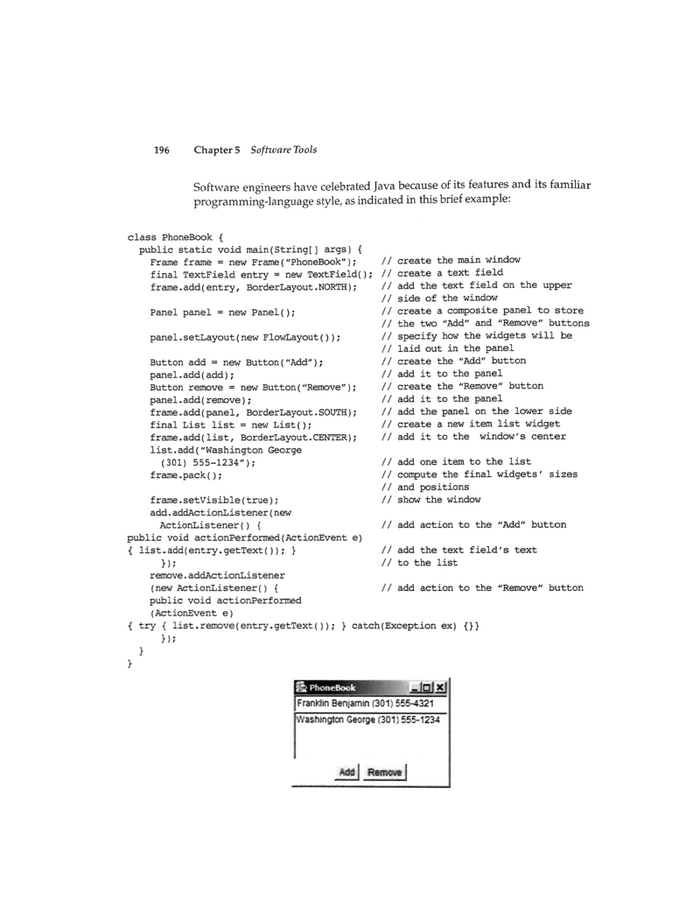 196 Chapter 5 Software Tools
Software engineers have celebrated Java because of its features and its familiar
programming-language style, as indicated in this brief example:
class PhoneBook {
public static void main(String[] args) {
Frame frame = new Frame("PhoneBook"); // create the main window
final TextField entry = new TextField(); // create a text field
frame.add(entry, BorderLayout.NORTH); // add the text field on the upper
// side of the window
Panel panel = new Panel(); // create a composite panel to store
// the two "Add" and "Remove" buttons
panel.setLayout(new FlowLayout()); // specify how the widgets will be
// laid out in the panel
Button add = new Button("Add"); // create the "Add" button
panel.add(add); // add it to the panel
Button remove = new Button("Remove"); // create the "Remove" button
panel.add(remove); // add it to the panel
frame.add(panel, BorderLayout.SOUTH); // add the panel on the lower side
final List list = new List(); // create a new item list widget
frame.add(list, BorderLayout.CENTER); // add it to the window's center
list.add("Washington George
(301) 555-1234"); // add one item to the list
frame.pack(); // compute the final widgets' sizes
// and positions
frame.setVisible(true); // show the window
add.addActionListener(new
ActionListener() { // add action to the "Add" button
public void actionPerformed(ActionEvent e)
{ list.add(entry.getText()); } // add the text field's text
}); // to the list
remove.addActionListener
(new ActionListener() { // add action to the "Remove" button
public void actionPerformed
(ActionEvent e)
{ try { list.remove(entry.getText()); } catch(Exception ex) {}}
});
}
}
PhoneBook
Franklin Benjamin (301) 555-4321
Washington George (301) 555-1234
Add Remove